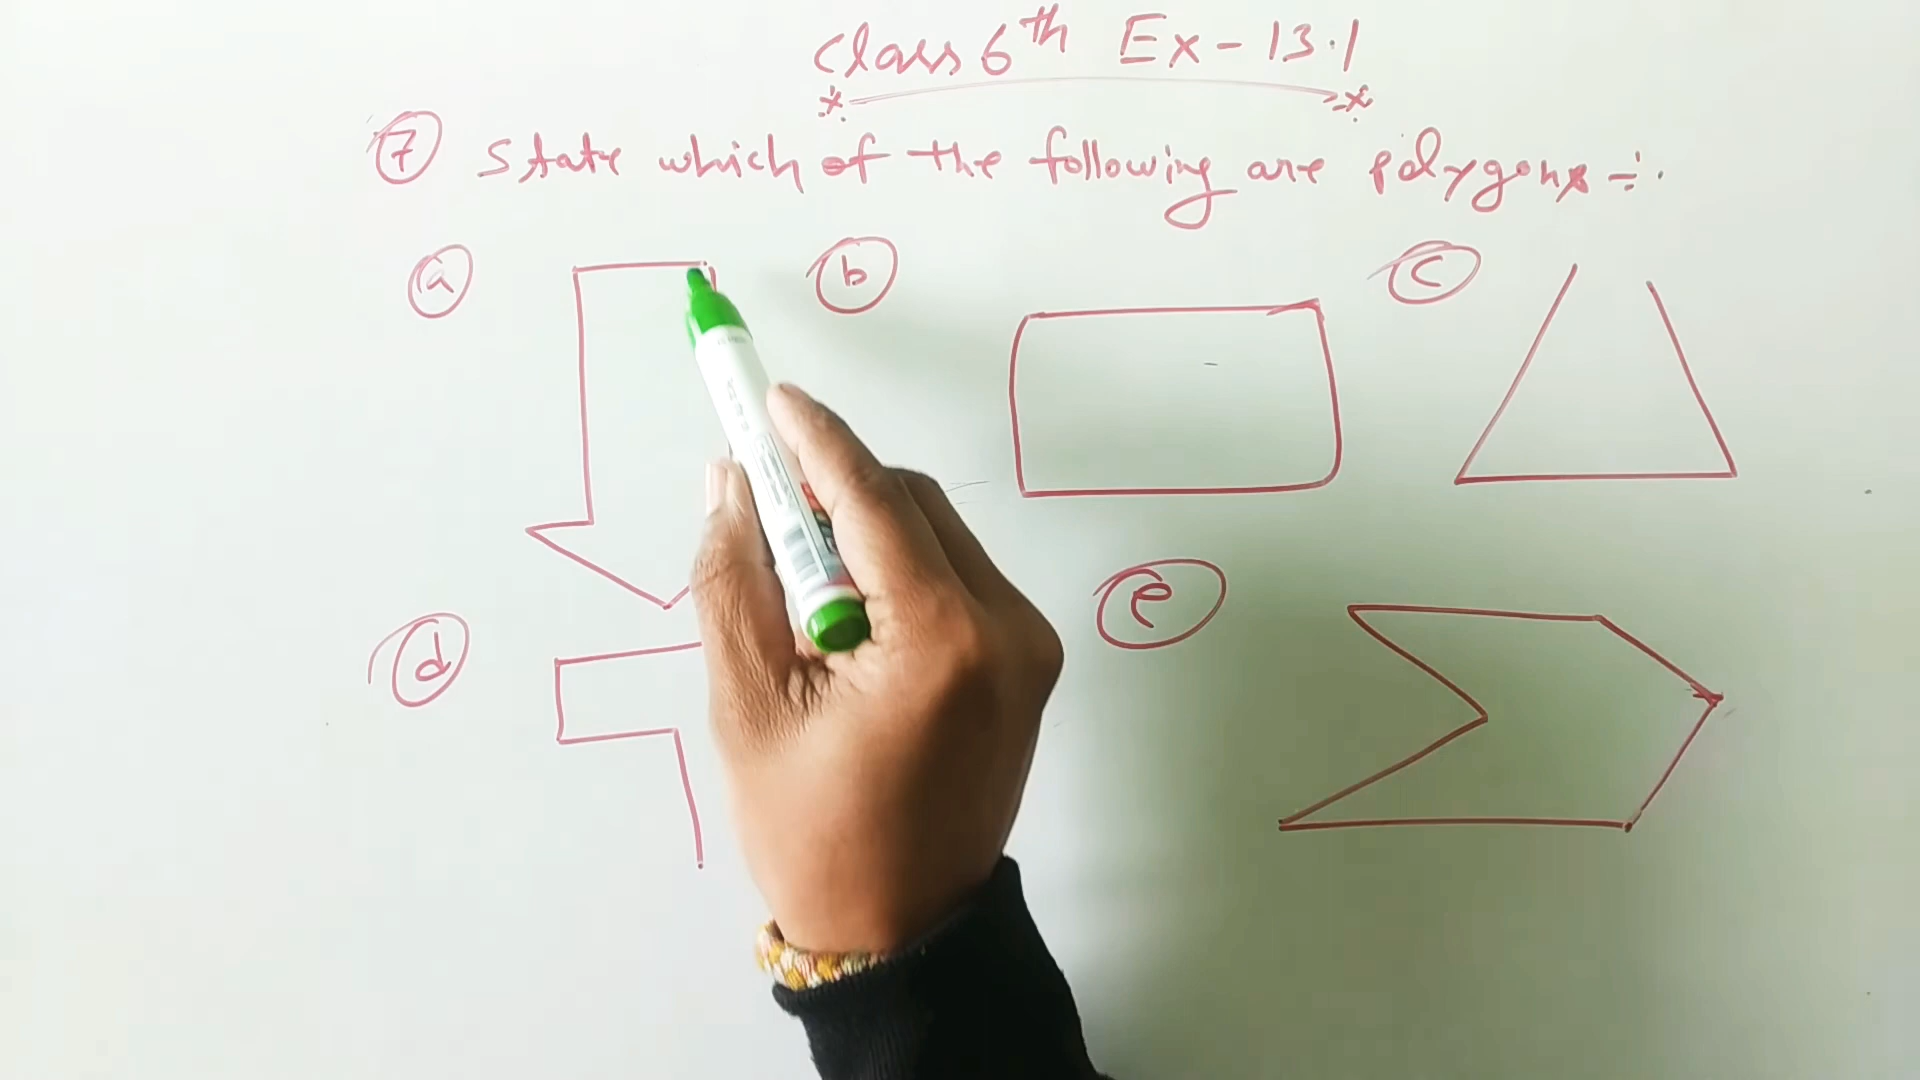 Class 6th Ex-13.1
7 State which of the following are polygons ÷.
a b c
d e